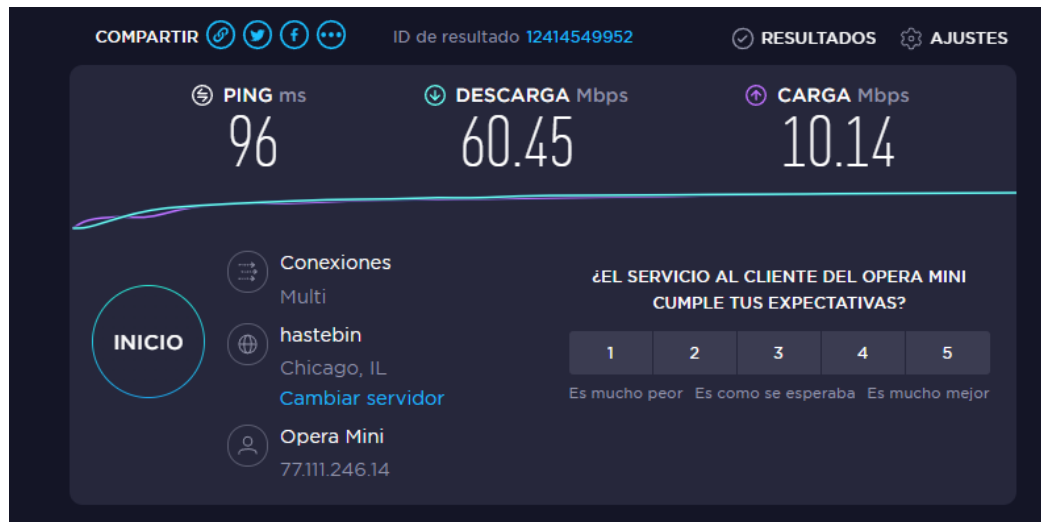 COMPARTIR ID de resultado 12414549952 RESULTADOS AJUSTES
PING ms DESCARGA Mbps CARGA Mbps
96 60.45 10.14
Conexiones
Multi
hastebin
Chicago, IL
Cambiar servidor
Opera Mini
77.111.246.14
INICIO
¿EL SERVICIO AL CLIENTE DEL OPERA MINI
CUMPLE TUS EXPECTATIVAS?
1 2 3 4 5
Es mucho peor Es como se esperaba Es mucho mejor